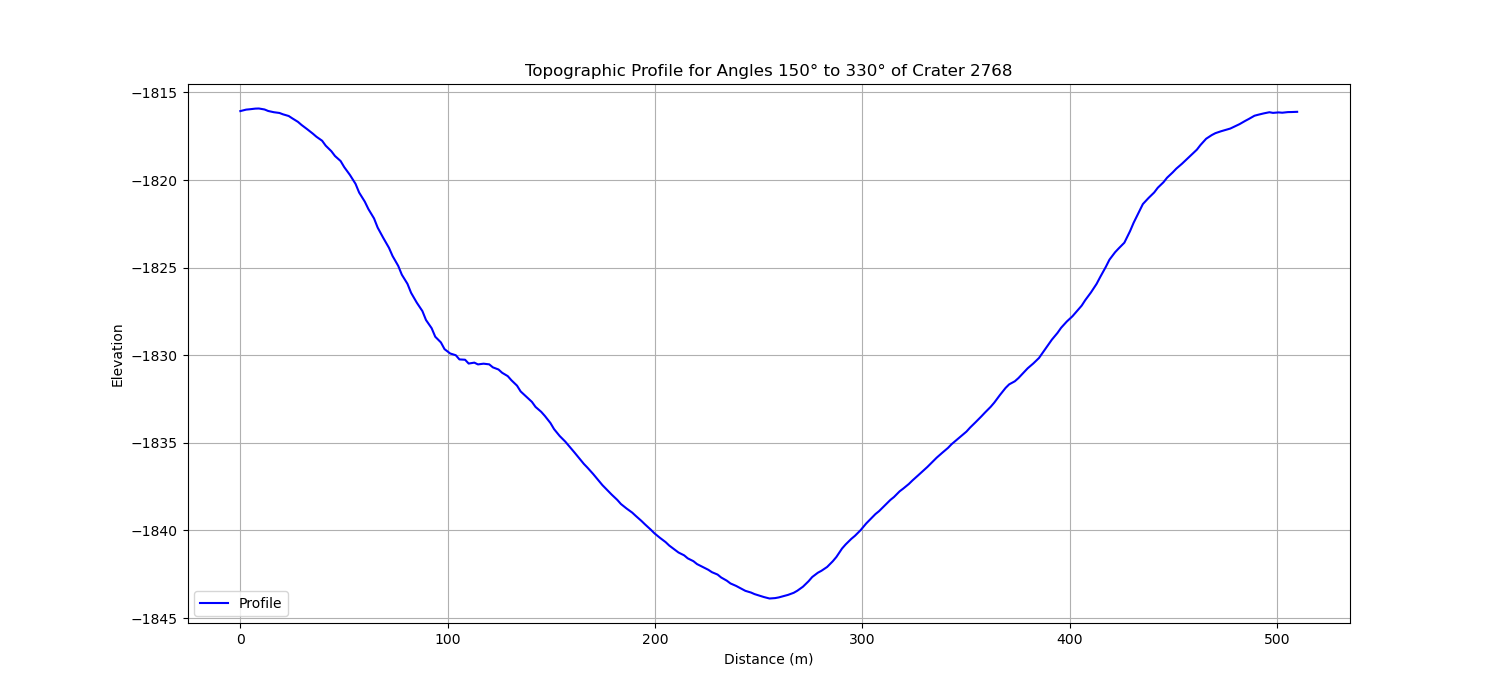 Topographic Profile for Angles 150° to 330° of Crater 2768
−1815
−1820
−1825
−1830
−1835
−1840
−1845
Elevation
Profile
0 100 200 300 400 500
Distance (m)